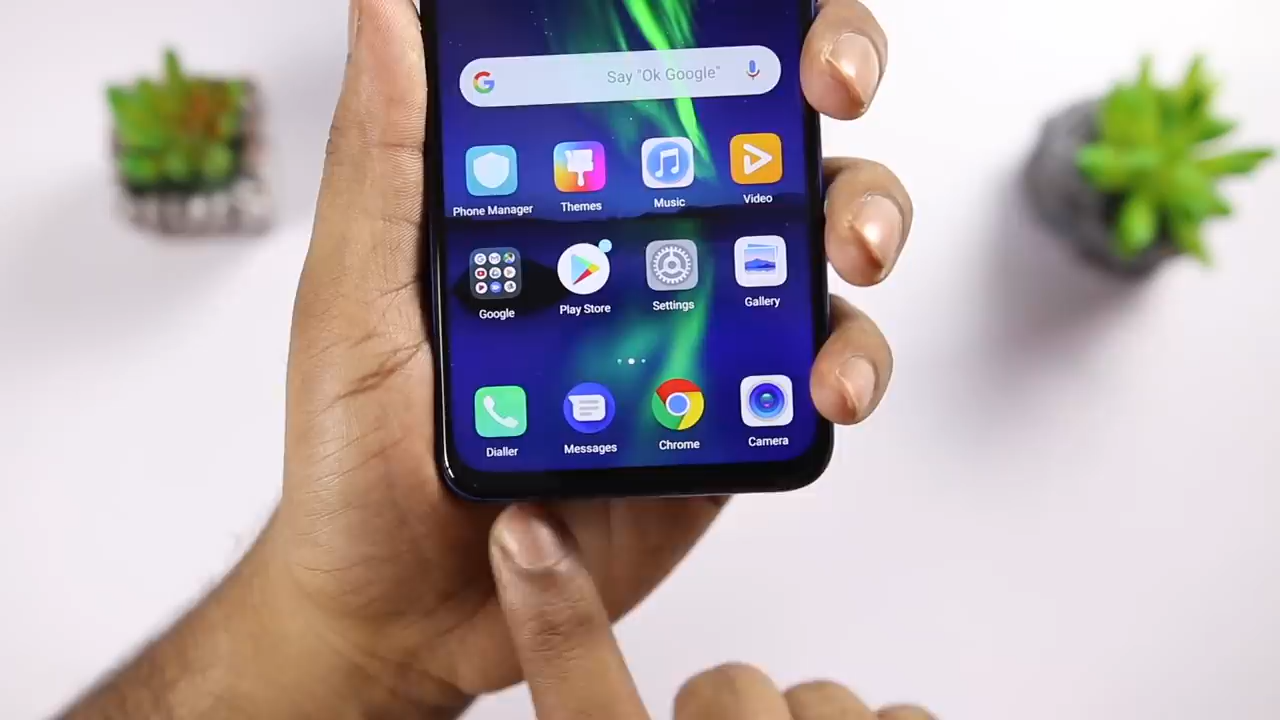 Say "Ok Google"
Phone Manager
Themes
Music
Video
Google
Play Store
Settings
Gallery
Dialler
Messages
Chrome
Camera